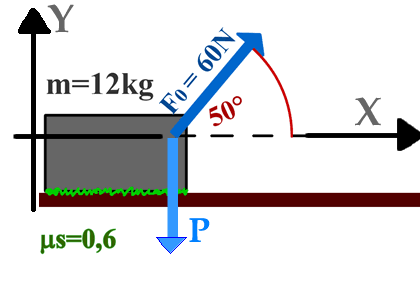 Y
m=12kg
F₀ = 60N
50°
X
P
μs=0,6